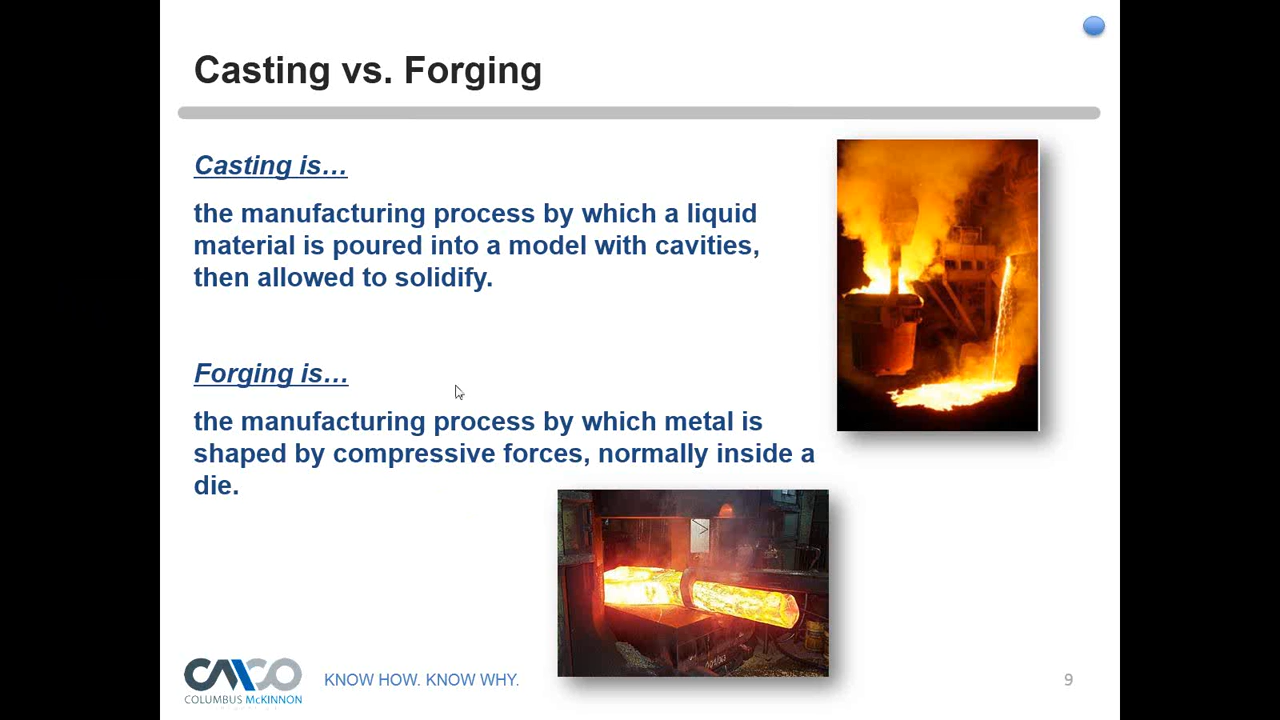 Casting vs. Forging
Casting is…
the manufacturing process by which a liquid
material is poured into a model with cavities,
then allowed to solidify.
Forging is…
the manufacturing process by which metal is
shaped by compressive forces, normally inside a
die.
CMCO
COLUMBUS McKINNON
KNOW HOW. KNOW WHY.
9